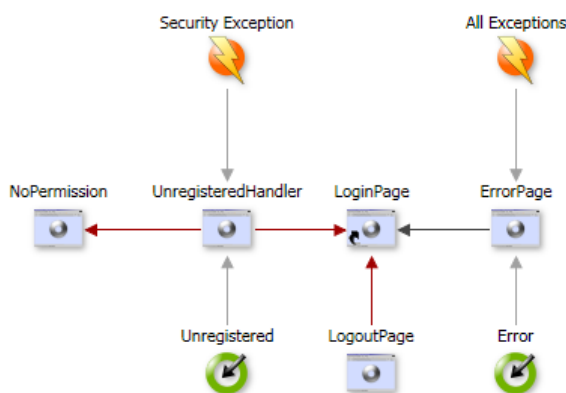 Security Exception
All Exceptions
NoPermission
UnregisteredHandler
LoginPage
ErrorPage
Unregistered
LogoutPage
Error